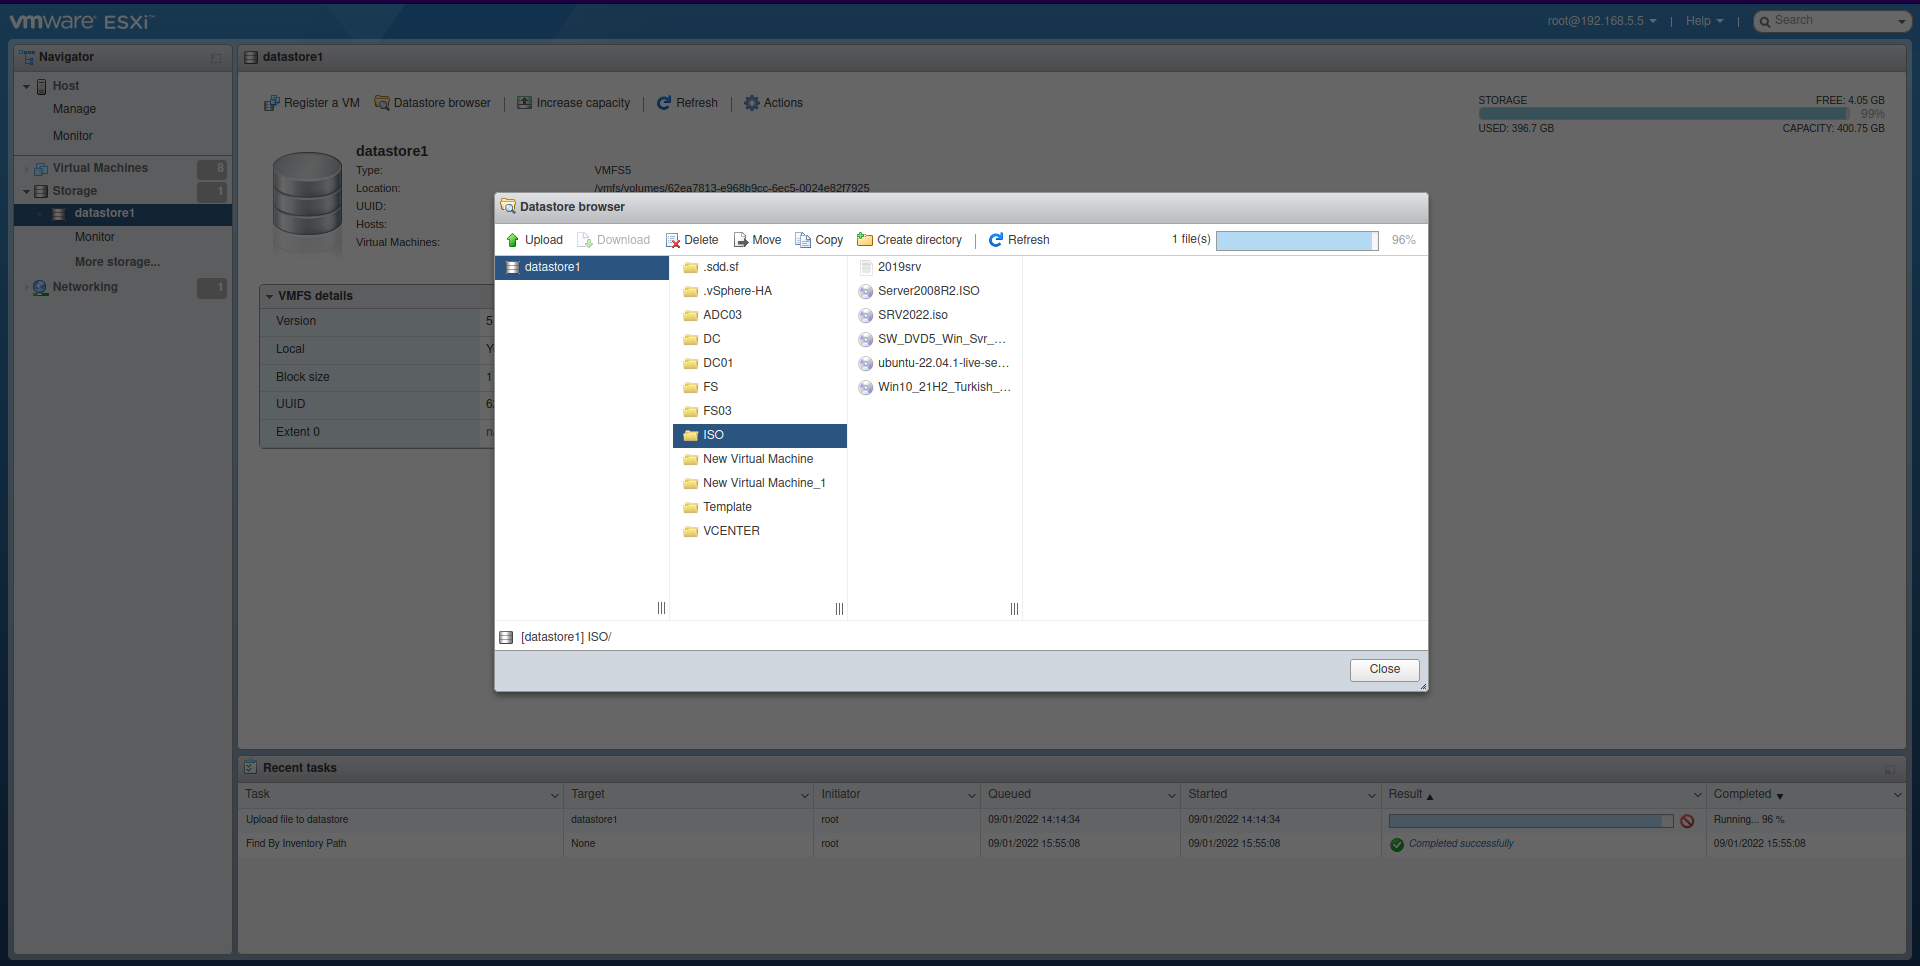 vmware ESXi™
root@192.168.5.5 | Help | Search
Navigator
Host
Manage
Monitor
Virtual Machines 8
Storage 1
datastore1
Monitor
More storage...
Networking 1
datastore1
Register a VM Datastore browser | Increase capacity | Refresh | Actions
STORAGE FREE: 4.05 GB
99%
USED: 396.7 GB CAPACITY: 400.75 GB
datastore1
Type: VMFS5
Location: /vmfs/volumes/62ea7813-e968b9cc-6ec5-0024e82f7925
UUID:
Hosts:
Virtual Machines:
VMFS details
Version 5
Local Y
Block size 1
UUID 6
Extent 0 n
Datastore browser
Upload Download Delete Move Copy Create directory | Refresh 1 file(s) 96%
datastore1
.sdd.sf
.vSphere-HA
ADC03
DC
DC01
FS
FS03
ISO
New Virtual Machine
New Virtual Machine_1
Template
VCENTER
2019srv
Server2008R2.ISO
SRV2022.iso
SW_DVD5_Win_Svr_...
ubuntu-22.04.1-live-se...
Win10_21H2_Turkish_...
[datastore1] ISO/
Close
Recent tasks
Task Target Initiator Queued Started Result Completed
Upload file to datastore datastore1 root 09/01/2022 14:14:34 09/01/2022 14:14:34 Running... 96 %
Find By Inventory Path None root 09/01/2022 15:55:08 09/01/2022 15:55:08 Completed successfully 09/01/2022 15:55:08